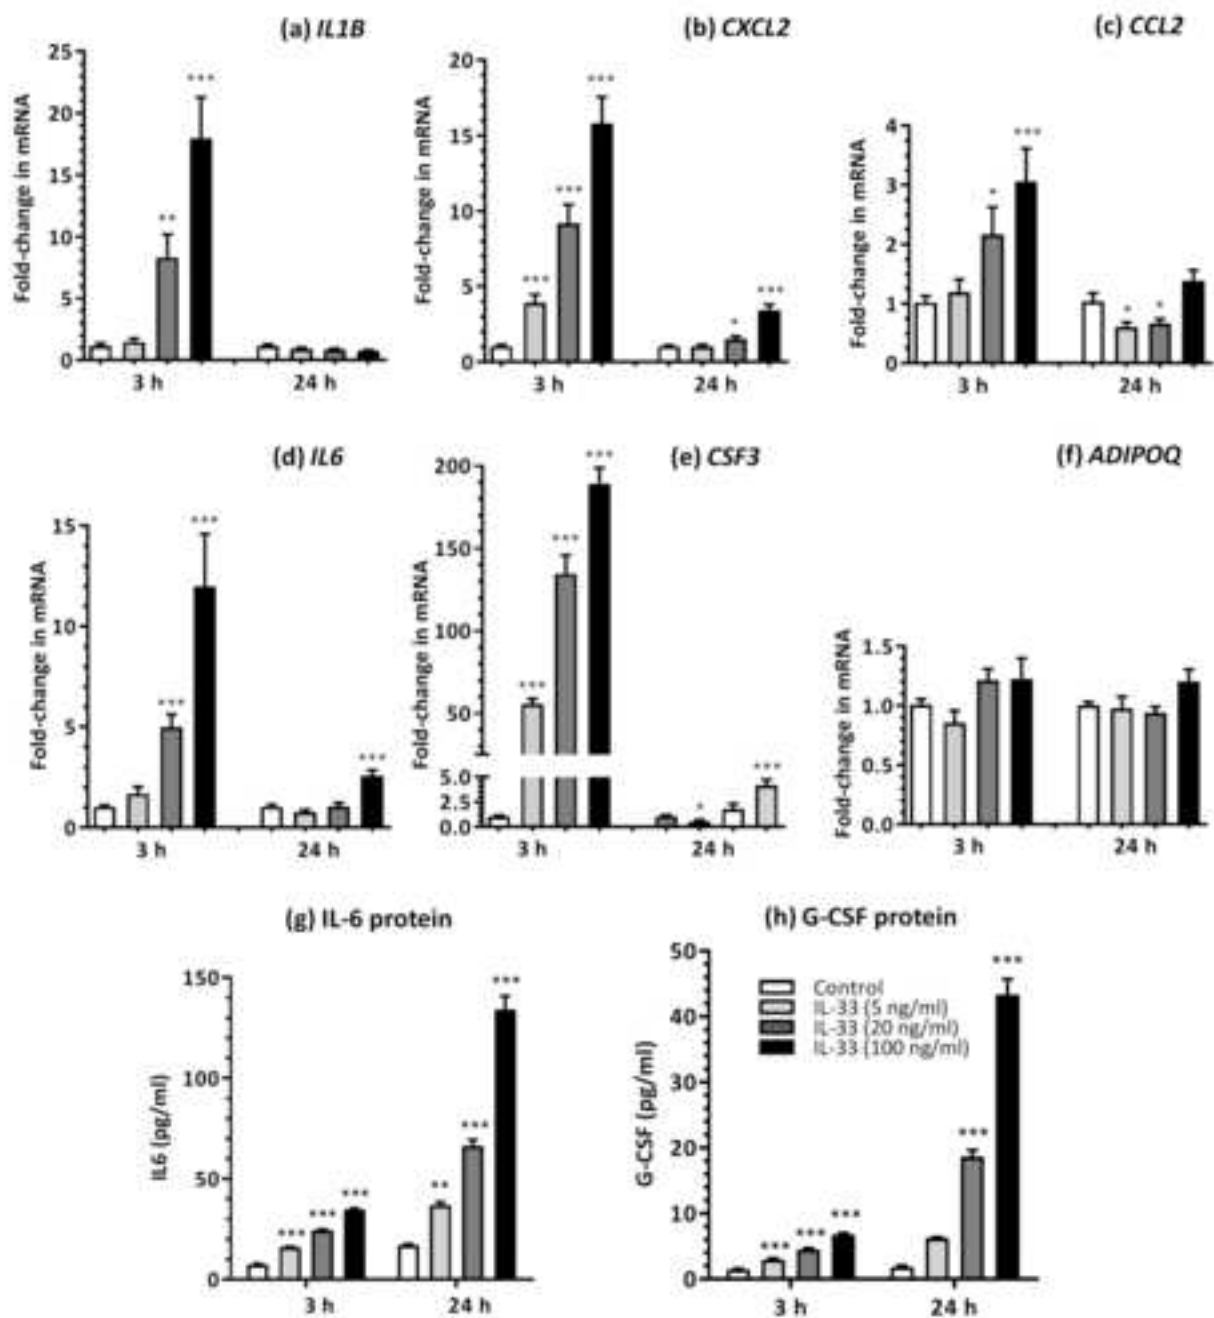 (a) IL1B
Fold-change in mRNA
25
20
15
10
5
0
**
***
3 h
24 h
(b) CXCL2
Fold-change in mRNA
20
15
10
5
0
***
***
***
*
***
3 h
24 h
(c) CCL2
Fold-change in mRNA
4
3
2
1
0
*
***
*
*
3 h
24 h
(d) IL6
Fold-change in mRNA
15
10
5
0
***
***
***
3 h
24 h
(e) CSF3
Fold-change in mRNA
200
150
100
50
5.0
2.5
0.0
***
***
***
*
***
3 h
24 h
(f) ADIPOQ
Fold-change in mRNA
1.5
1.0
0.5
0.0
3 h
24 h
(g) IL-6 protein
IL6 (pg/ml)
150
100
50
0
***
***
***
**
***
***
3 h
24 h
(h) G-CSF protein
G-CSF (pg/ml)
50
40
30
20
10
0
Control
IL-33 (5 ng/ml)
IL-33 (20 ng/ml)
IL-33 (100 ng/ml)
***
***
***
***
***
3 h
24 h